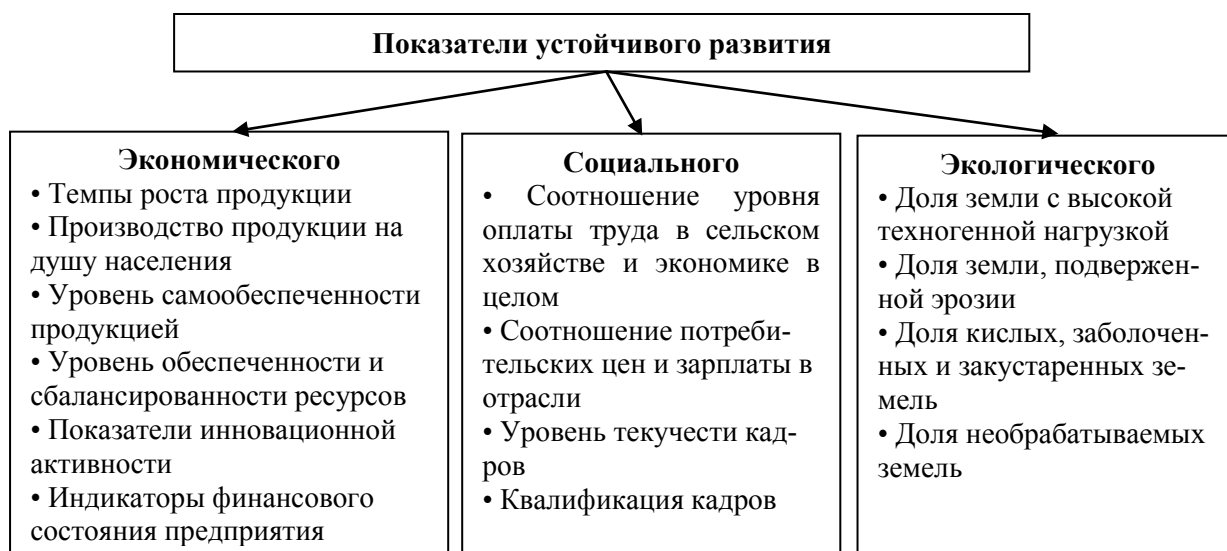 Показатели устойчивого развития
Экономического
• Темпы роста продукции
• Производство продукции на
душу населения
• Уровень самообеспеченности
продукцией
• Уровень обеспеченности и
сбалансированности ресурсов
• Показатели инновационной
активности
• Индикаторы финансового
состояния предприятия
Социального
• Соотношение уровня
оплаты труда в сельском
хозяйстве и экономике в
целом
• Соотношение потреби-
тельских цен и зарплаты в
отрасли
• Уровень текучести кад-
ров
• Квалификация кадров
Экологического
• Доля земли с высокой
техногенной нагрузкой
• Доля земли, подвержен-
ной эрозии
• Доля кислых, заболочен-
ных и закустаренных зе-
мель
• Доля необрабатываемых
земель